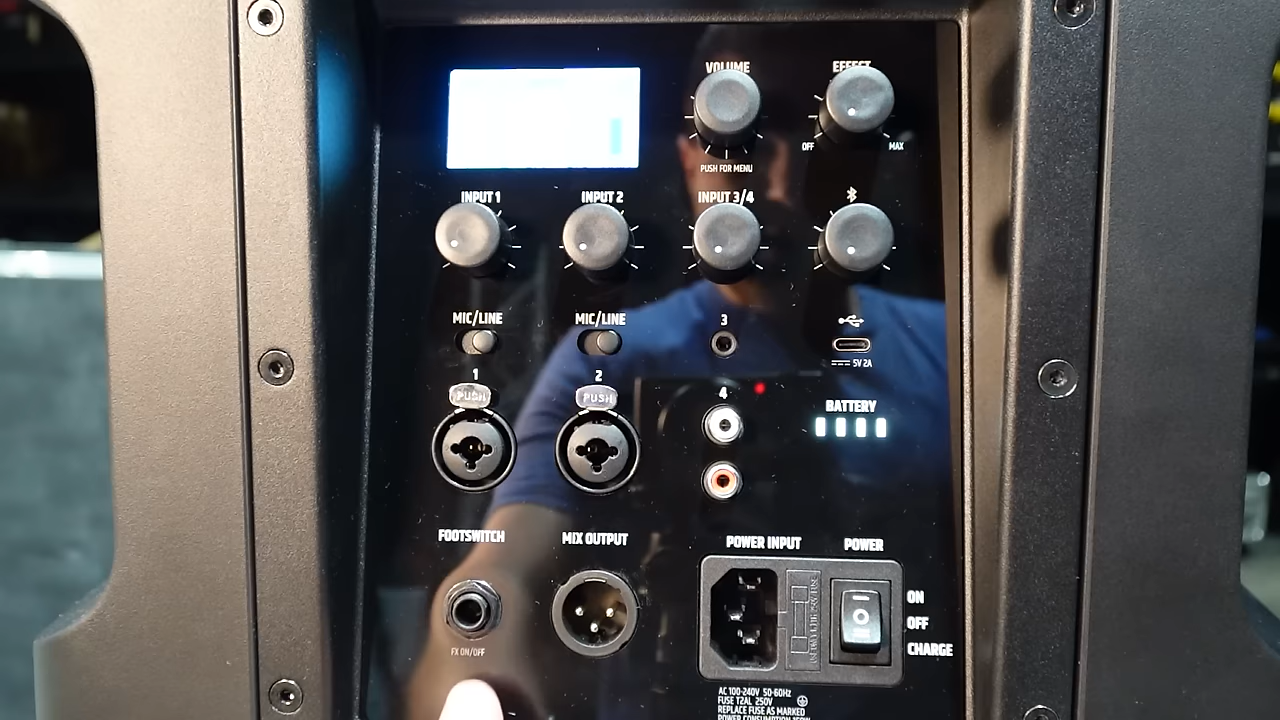 VOLUME
EFFECT
OFF
MAX
PUSH FOR MENU
INPUT 1
INPUT 2
INPUT 3/4
MIC/LINE
MIC/LINE
3
5V 2A
1
2
PUSH
PUSH
4
BATTERY
FOOTSWITCH
MIX OUTPUT
POWER INPUT
POWER
ON
OFF
CHARGE
FX ON/OFF
AC 100-240V 50-60Hz
FUSE T2AL 250V
REPLACE FUSE AS MARKED
POWER CONSUMPTION